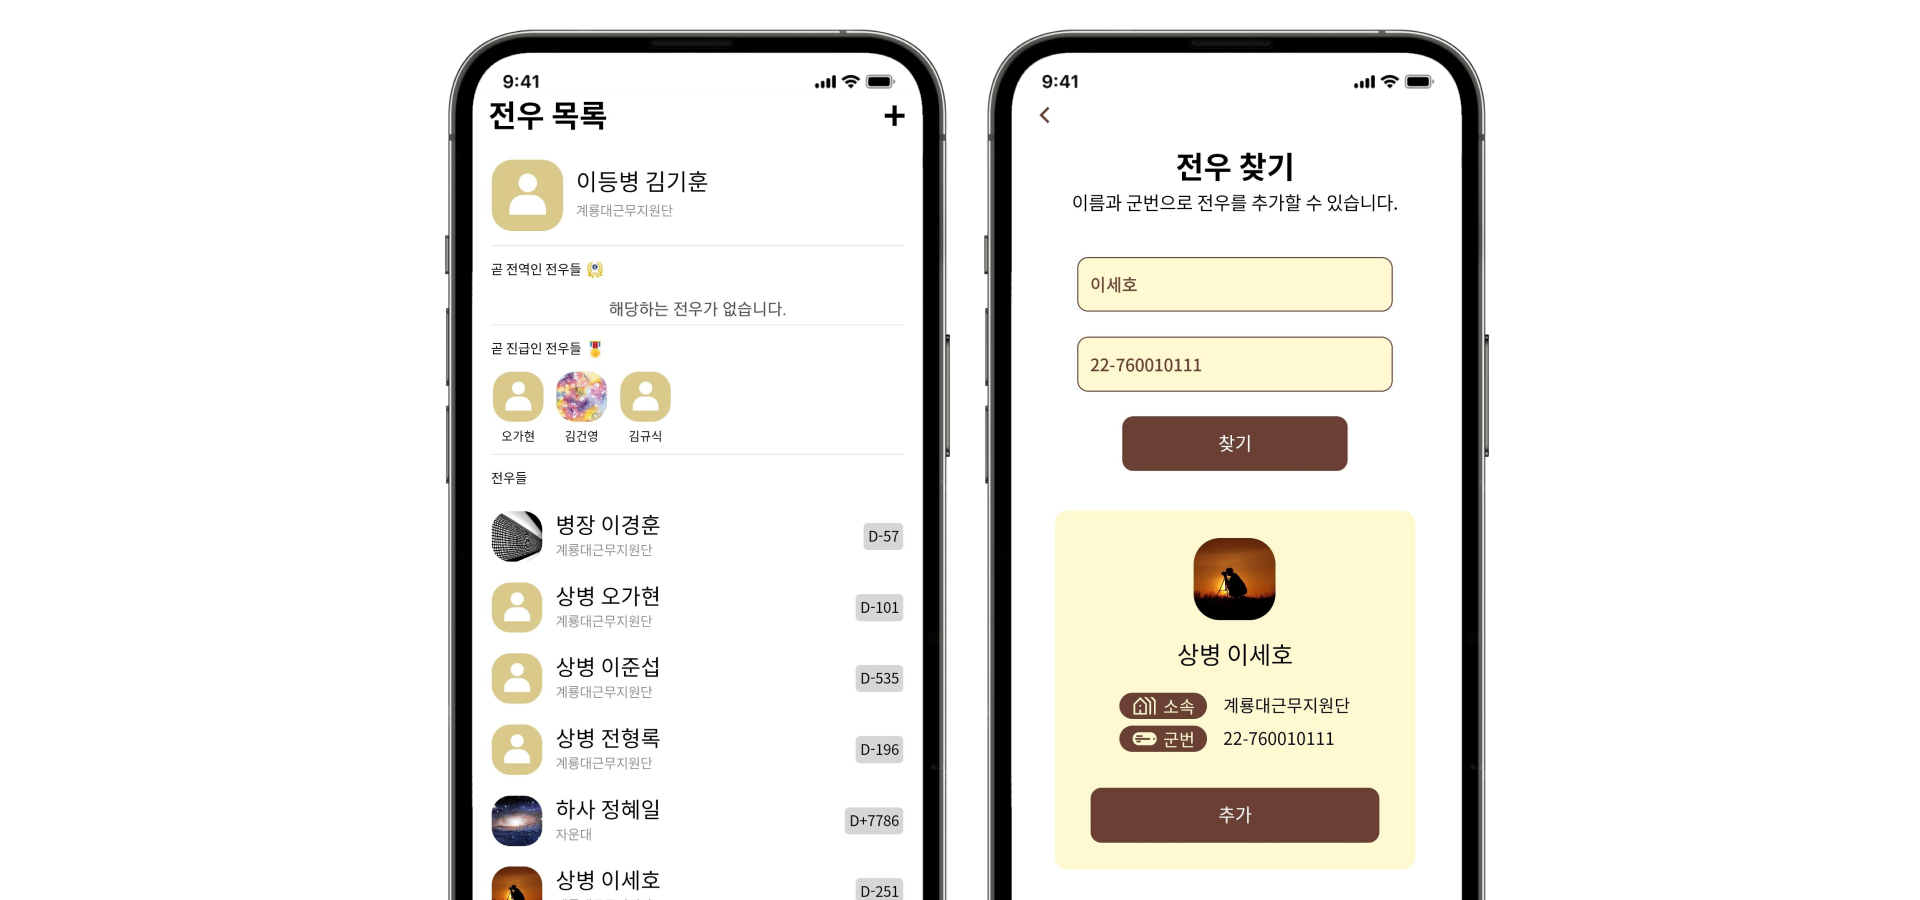 9:41
전우 목록
이등병 김기훈
계룡대근무지원단
곧 전역인 전우들
해당하는 전우가 없습니다.
곧 진급인 전우들
오가현 김건영 김규식
전우들
병장 이경훈
계룡대근무지원단
D-57
상병 오가현
계룡대근무지원단
D-101
상병 이준섭
계룡대근무지원단
D-535
상병 전형록
계룡대근무지원단
D-196
하사 정혜일
자운대
D+7786
상병 이세호
D-251
9:41
전우 찾기
이름과 군번으로 전우를 추가할 수 있습니다.
이세호
22-760010111
찾기
상병 이세호
소속 계룡대근무지원단
군번 22-760010111
추가